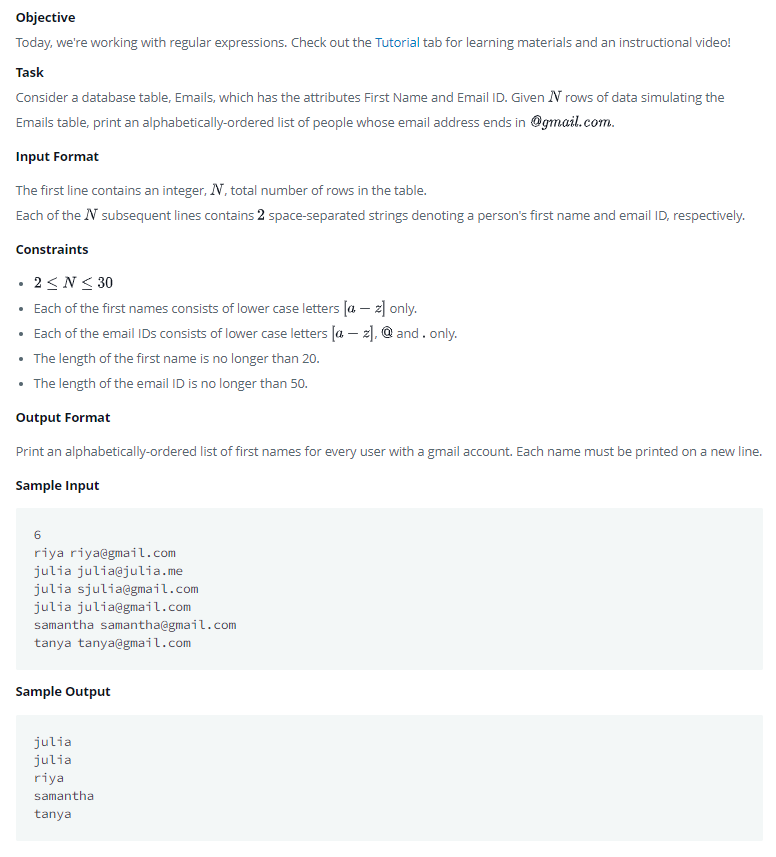 Objective
Today, we're working with regular expressions. Check out the Tutorial tab for learning materials and an instructional video!
Task
Consider a database table, Emails, which has the attributes First Name and Email ID. Given N rows of data simulating the
Emails table, print an alphabetically-ordered list of people whose email address ends in @gmail.com.
Input Format
The first line contains an integer, N, total number of rows in the table.
Each of the N subsequent lines contains 2 space-separated strings denoting a person's first name and email ID, respectively.
Constraints
• 2 ≤ N ≤ 30
• Each of the first names consists of lower case letters [a − z] only.
• Each of the email IDs consists of lower case letters [a − z], @ and . only.
• The length of the first name is no longer than 20.
• The length of the email ID is no longer than 50.
Output Format
Print an alphabetically-ordered list of first names for every user with a gmail account. Each name must be printed on a new line.
Sample Input
6
riya riya@gmail.com
julia julia@julia.me
julia sjulia@gmail.com
julia julia@gmail.com
samantha samantha@gmail.com
tanya tanya@gmail.com
Sample Output
julia
julia
riya
samantha
tanya